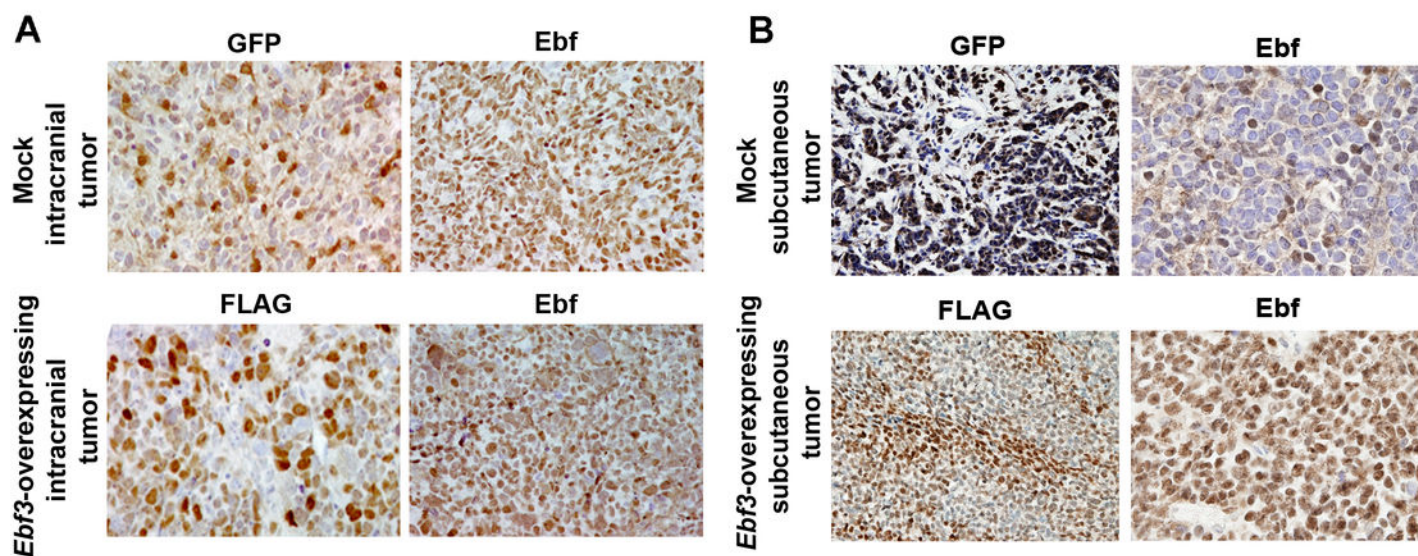 A
GFP
Ebf
Mock
intracranial
tumor
FLAG
Ebf
Ebf3-overexpressing
intracranial
tumor
B
GFP
Ebf
Mock
subcutaneous
tumor
FLAG
Ebf
Ebf3-overexpressing
subcutaneous
tumor